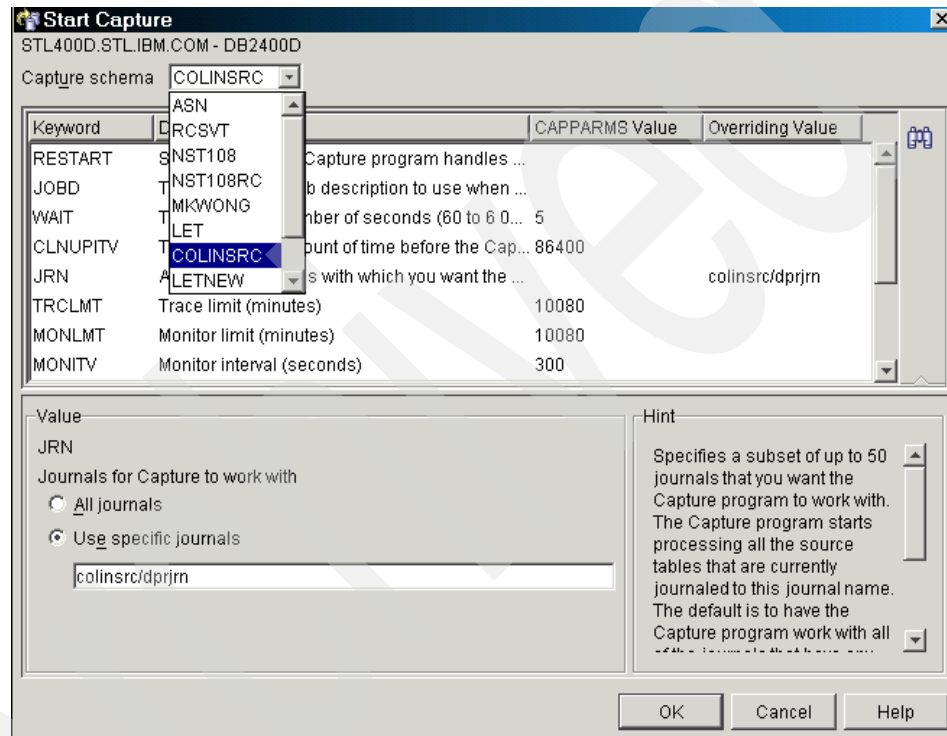 Start Capture
STL400D.STL.IBM.COM - DB2400D
Capture schema COLINSRC
ASN
RCSVT
NST108
NST108RC
MKWONG
LET
COLINSRC
LETNEW
Keyword D CAPPARMS Value Overriding Value
RESTART S Capture program handles ...
JOBD T b description to use when ...
WAIT T nber of seconds (60 to 6 0... 5
CLNUPITV T ount of time before the Cap... 86400
JRN A s with which you want the ... colinsrc/dprjrn
TRCLMT Trace limit (minutes) 10080
MONLMT Monitor limit (minutes) 10080
MONITV Monitor interval (seconds) 300
Value
JRN
Journals for Capture to work with
All journals
Use specific journals
colinsrc/dprjrn
Hint
Specifies a subset of up to 50
journals that you want the
Capture program to work with.
The Capture program starts
processing all the source
tables that are currently
journaled to this journal name.
The default is to have the
Capture program work with all
OK Cancel Help